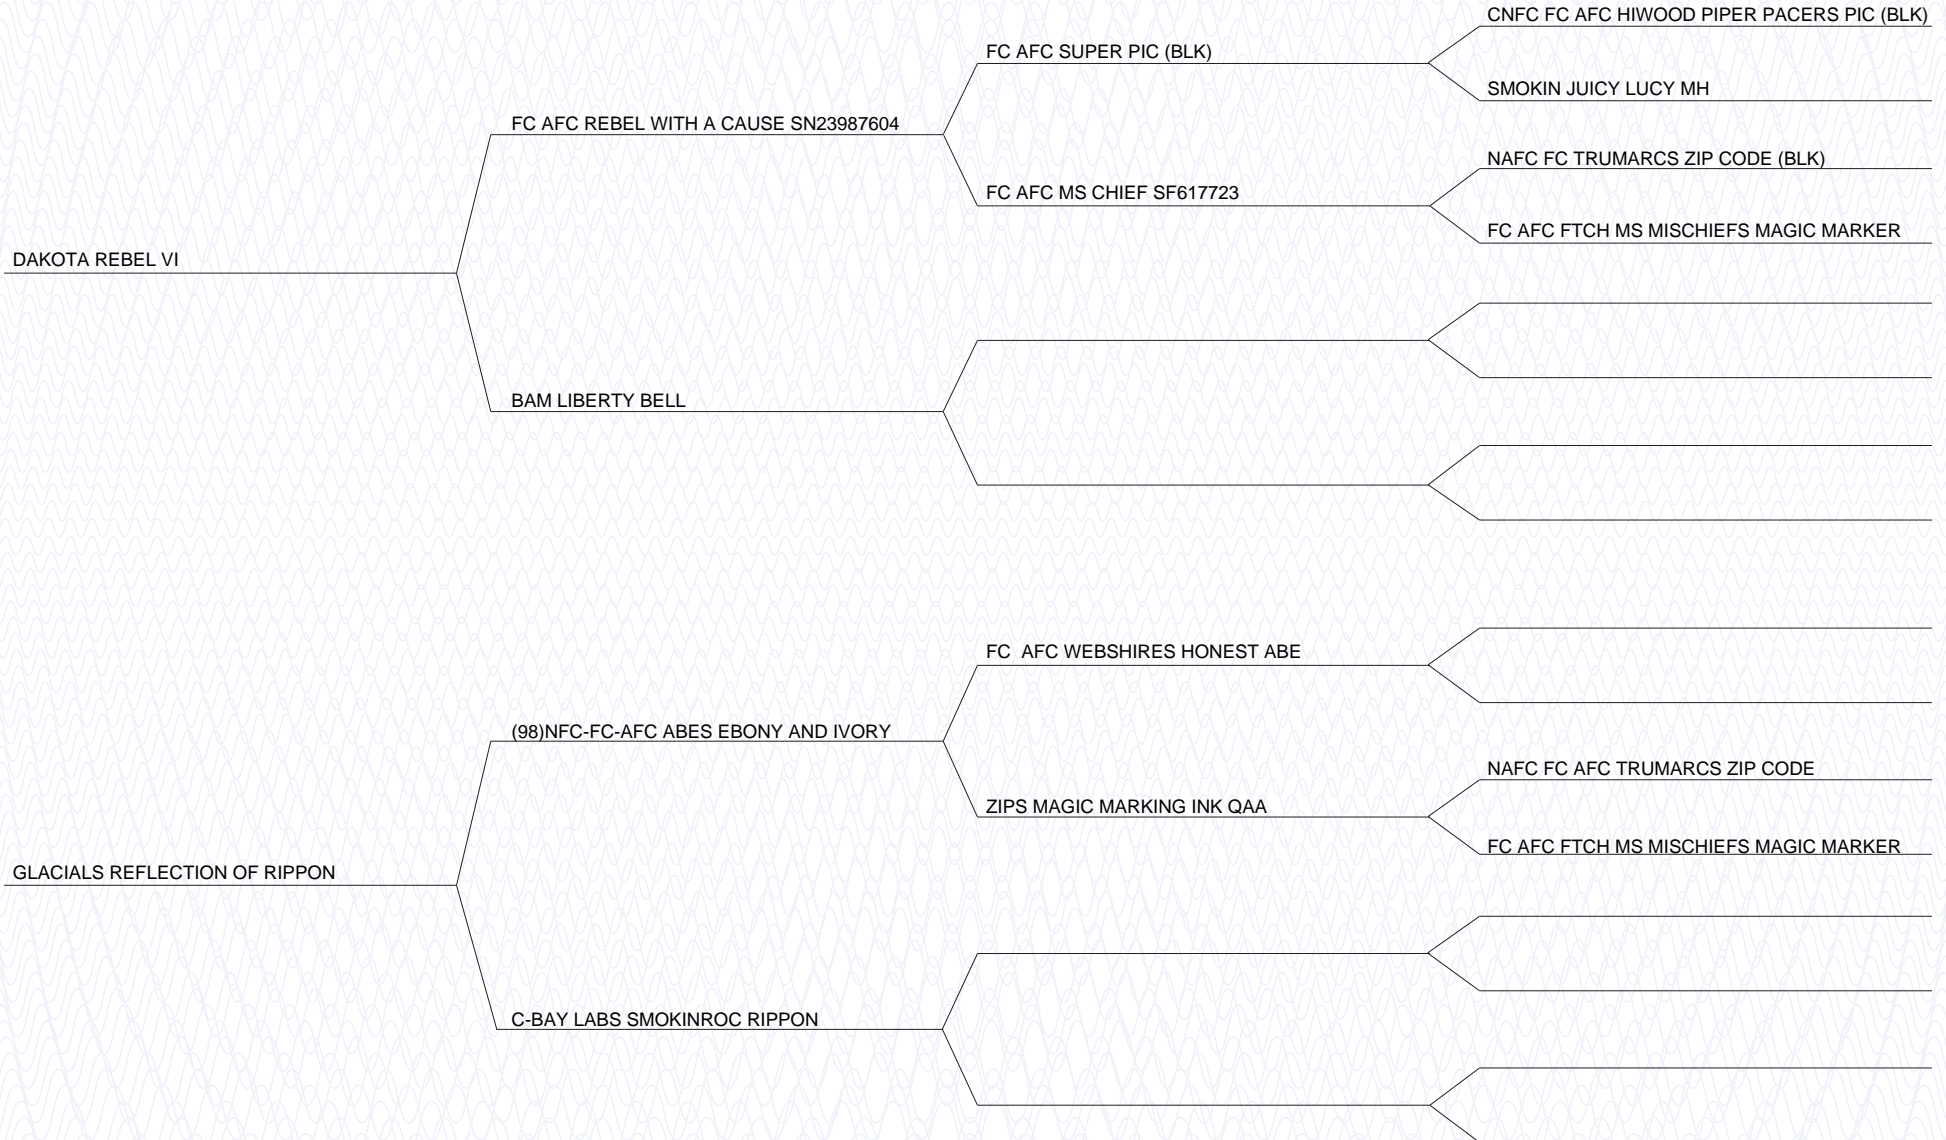 CNFC FC AFC HIWOOD PIPER PACERS PIC (BLK)
FC AFC SUPER PIC (BLK)
SMOKIN JUICY LUCY MH
FC AFC REBEL WITH A CAUSE SN23987604
NAFC FC TRUMARCS ZIP CODE (BLK)
FC AFC MS CHIEF SF617723
FC AFC FTCH MS MISCHIEFS MAGIC MARKER
DAKOTA REBEL VI
BAM LIBERTY BELL
FC  AFC WEBSHIRES HONEST ABE
(98)NFC-FC-AFC ABES EBONY AND IVORY
NAFC FC AFC TRUMARCS ZIP CODE
ZIPS MAGIC MARKING INK QAA
FC AFC FTCH MS MISCHIEFS MAGIC MARKER
GLACIALS REFLECTION OF RIPPON
C-BAY LABS SMOKINROC RIPPON